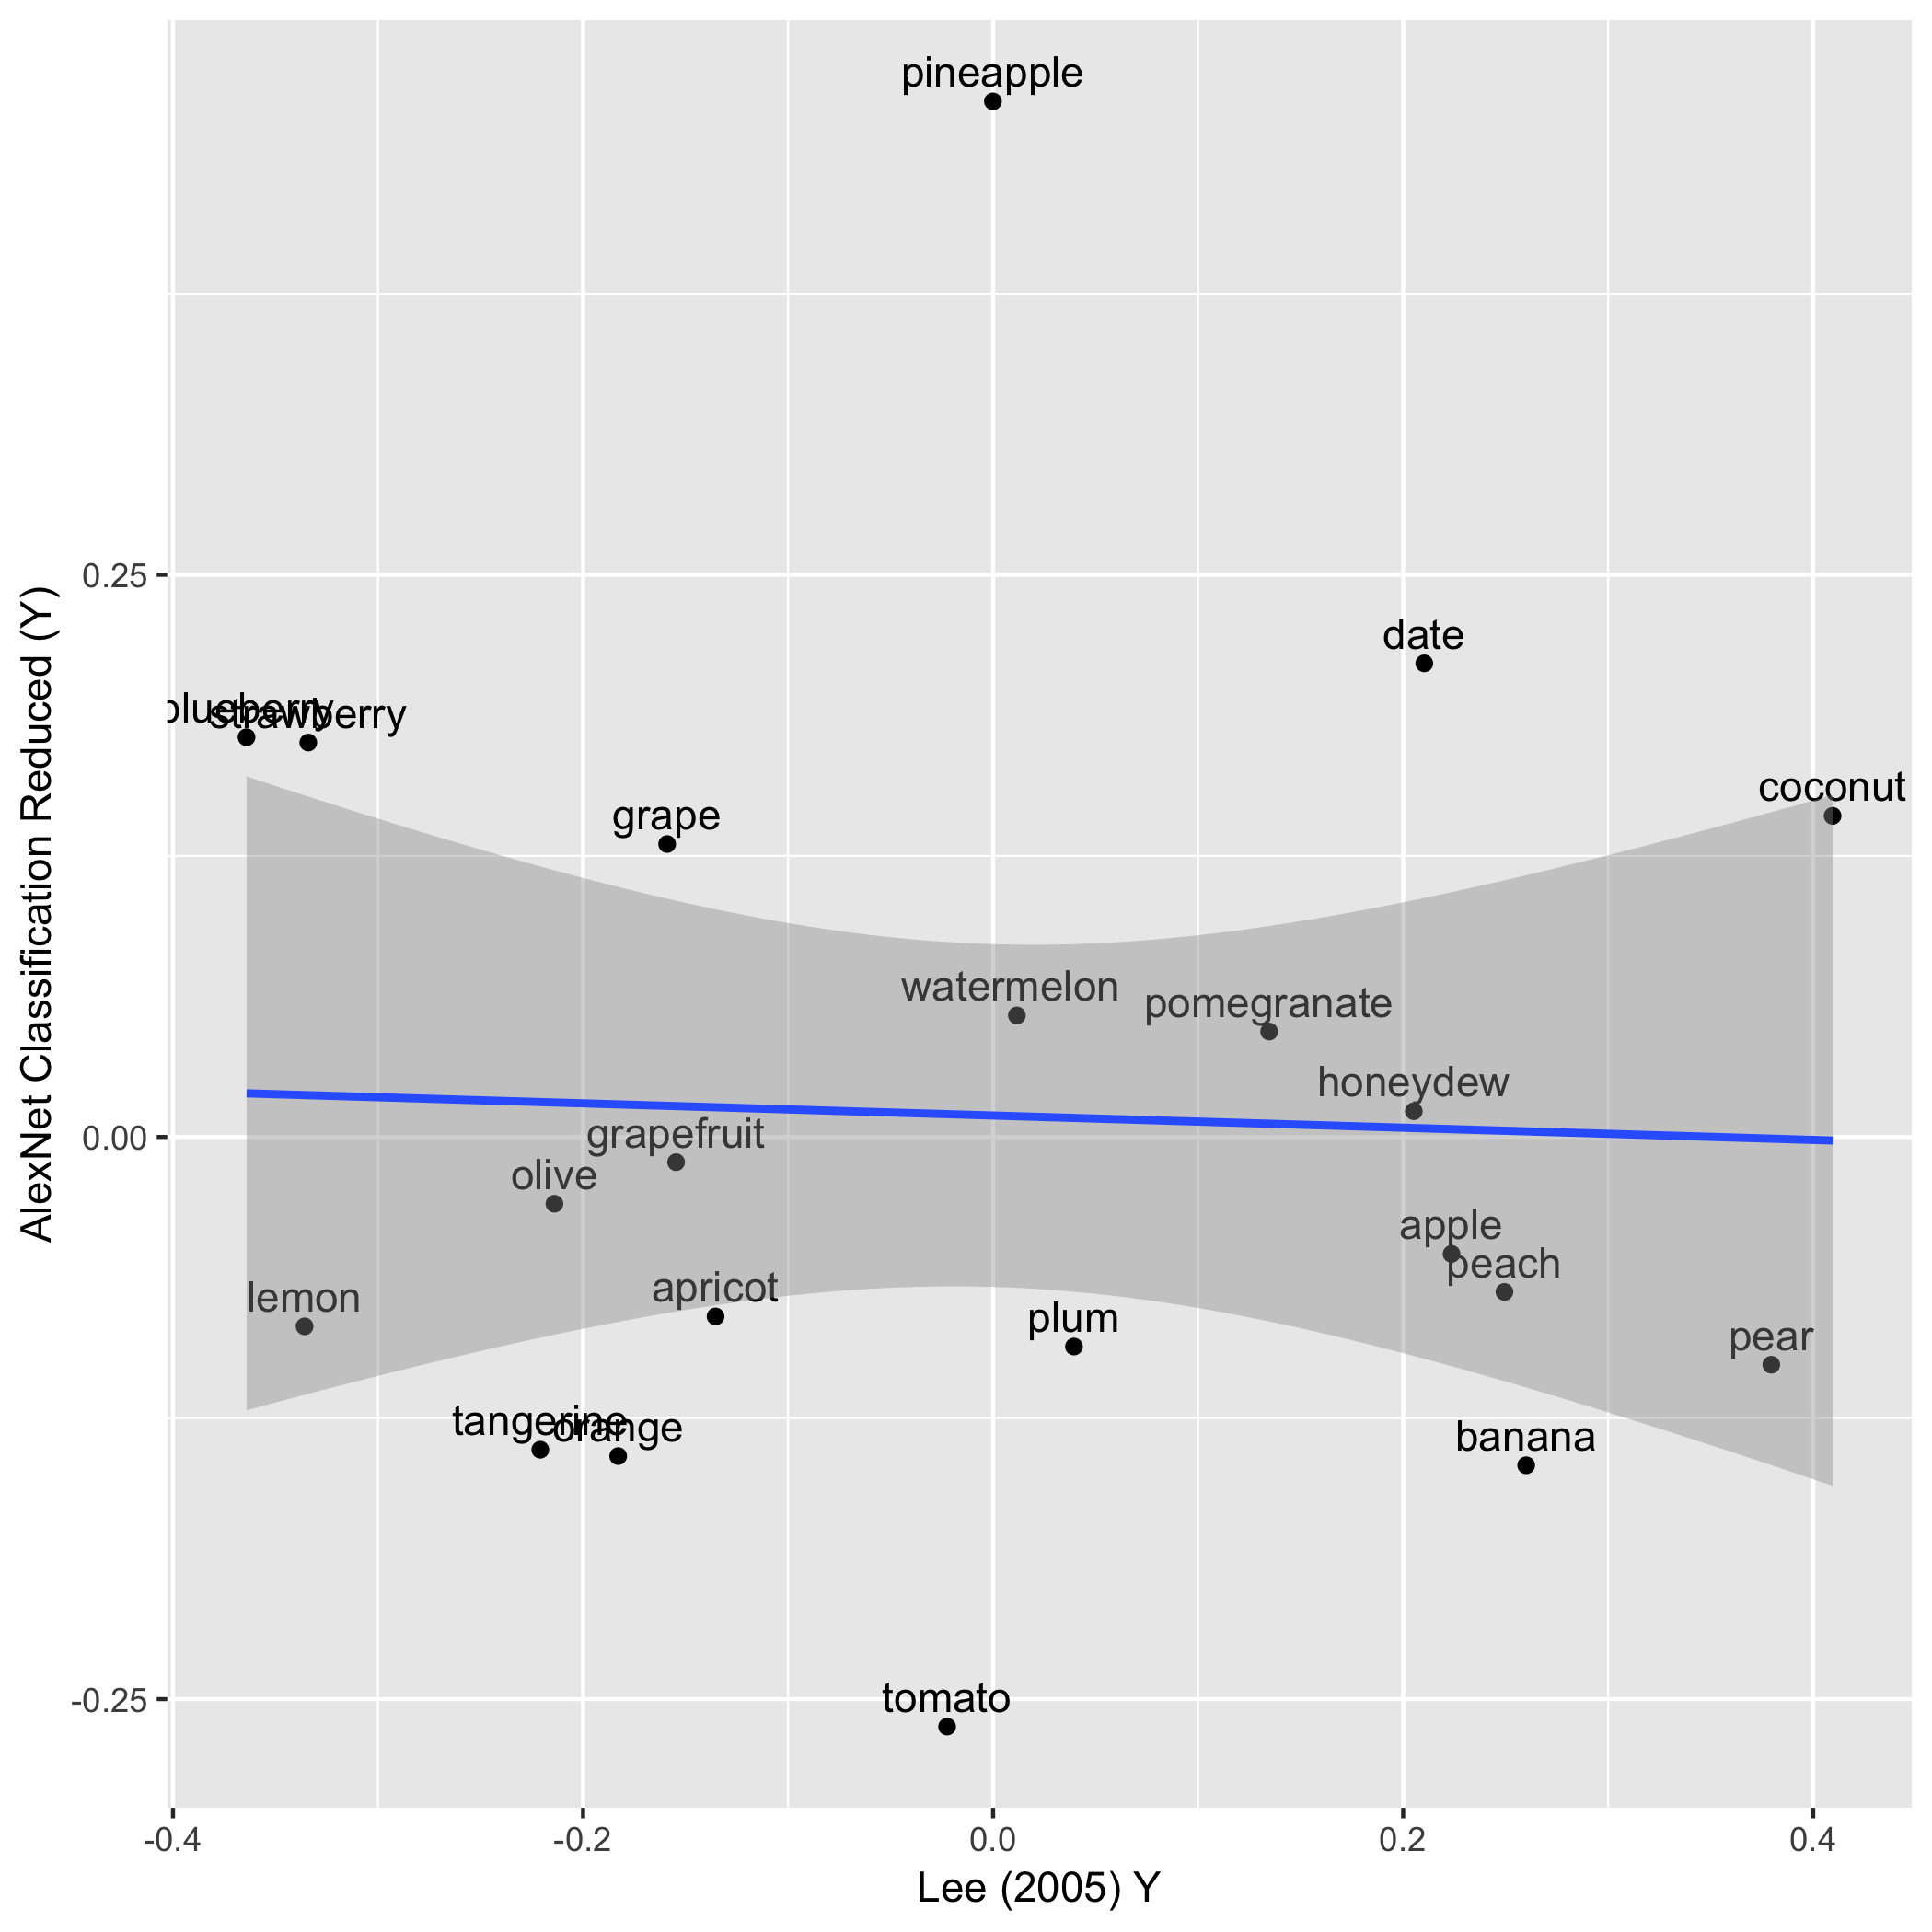 pineapple
0.25
date
blueberry
strawberry
coconut
grape
watermelon
pomegranate
honeydew
0.00
grapefruit
olive
apple
peach
lemon
apricot
plum
pear
tangerine
orange
banana
-0.25
tomato
-0.4
-0.2
0.0
0.2
0.4
Lee (2005) Y
AlexNet Classification Reduced (Y)